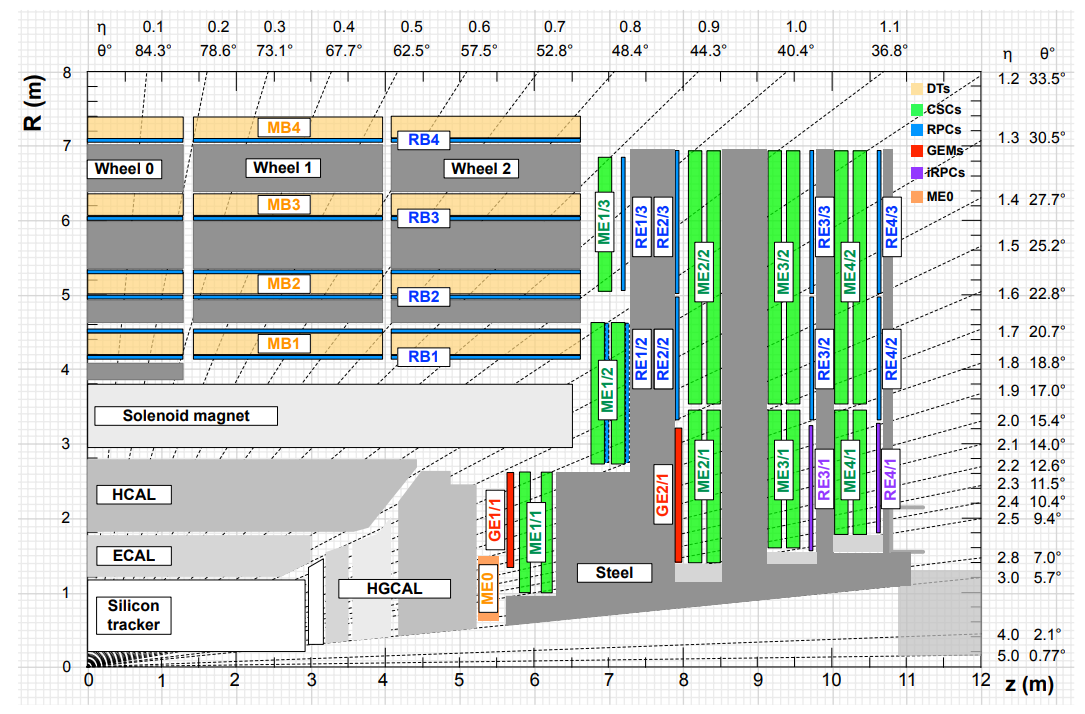 η 0.1 0.2 0.3 0.4 0.5 0.6 0.7 0.8 0.9 1.0 1.1
θ° 84.3° 78.6° 73.1° 67.7° 62.5° 57.5° 52.8° 48.4° 44.3° 40.4° 36.8° η θ°
R (m)
8
7
6
5
4
3
2
1
0
1.2 33.5°
1.3 30.5°
1.4 27.7°
1.5 25.2°
1.6 22.8°
1.7 20.7°
1.8 18.8°
1.9 17.0°
2.0 15.4°
2.1 14.0°
2.2 12.6°
2.3 11.5°
2.4 10.4°
2.5 9.4°
2.8 7.0°
3.0 5.7°
4.0 2.1°
5.0 0.77°
DTs
CSCs
RPCs
GEMs
iRPCs
ME0
MB4
RB4
Wheel 0
Wheel 1
Wheel 2
MB3
RB3
MB2
RB2
MB1
RB1
Solenoid magnet
HCAL
ECAL
Silicon
tracker
HGCAL
Steel
ME0
GE1/1
ME1/1
ME1/2
ME1/3
RE1/3
RE2/3
RE1/2
RE2/2
GE2/1
ME2/2
ME2/1
ME3/2
ME3/1
RE3/3
RE3/2
RE3/1
ME4/2
ME4/1
RE4/3
RE4/2
RE4/1
0 1 2 3 4 5 6 7 8 9 10 11 12
z (m)